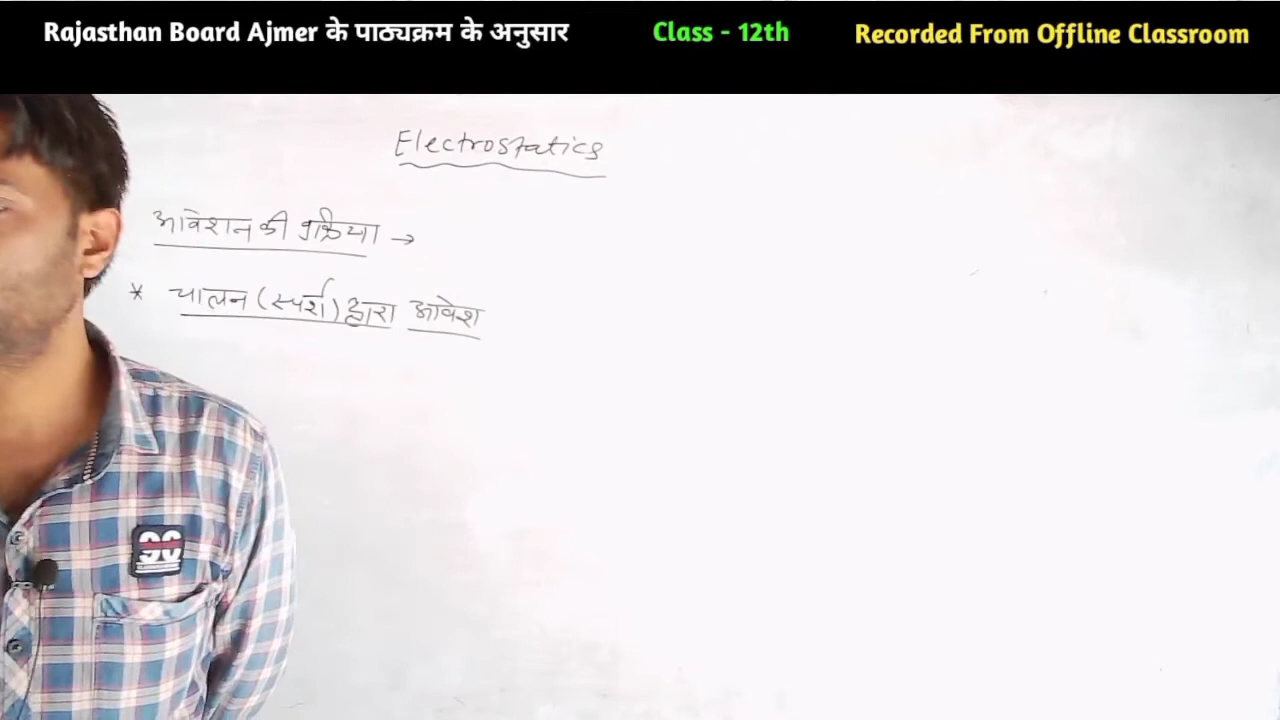 Rajasthan Board Ajmer के पाठ्यक्रम के अनुसार Class - 12th Recorded From Offline Classroom
Electrostatics
आवेशन की प्रक्रिया →
* चालन (स्पर्श) द्वारा आवेश